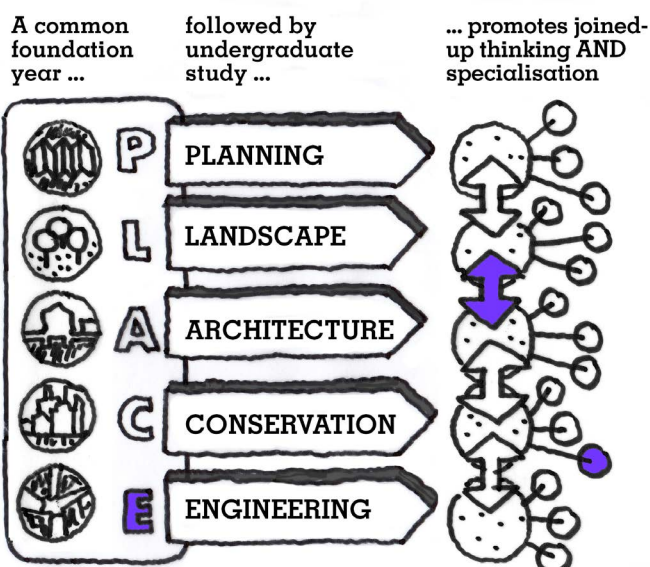 A common
foundation
year ...
followed by
undergraduate
study ...
... promotes joined-
up thinking AND
specialisation
P
PLANNING
L
LANDSCAPE
A
ARCHITECTURE
C
CONSERVATION
E
ENGINEERING